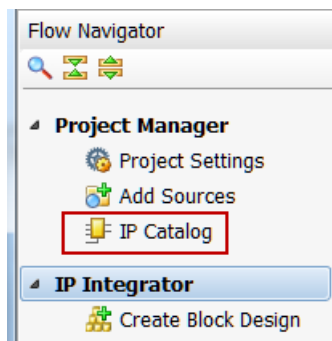 Flow Navigator
Project Manager
Project Settings
Add Sources
IP Catalog
IP Integrator
Create Block Design